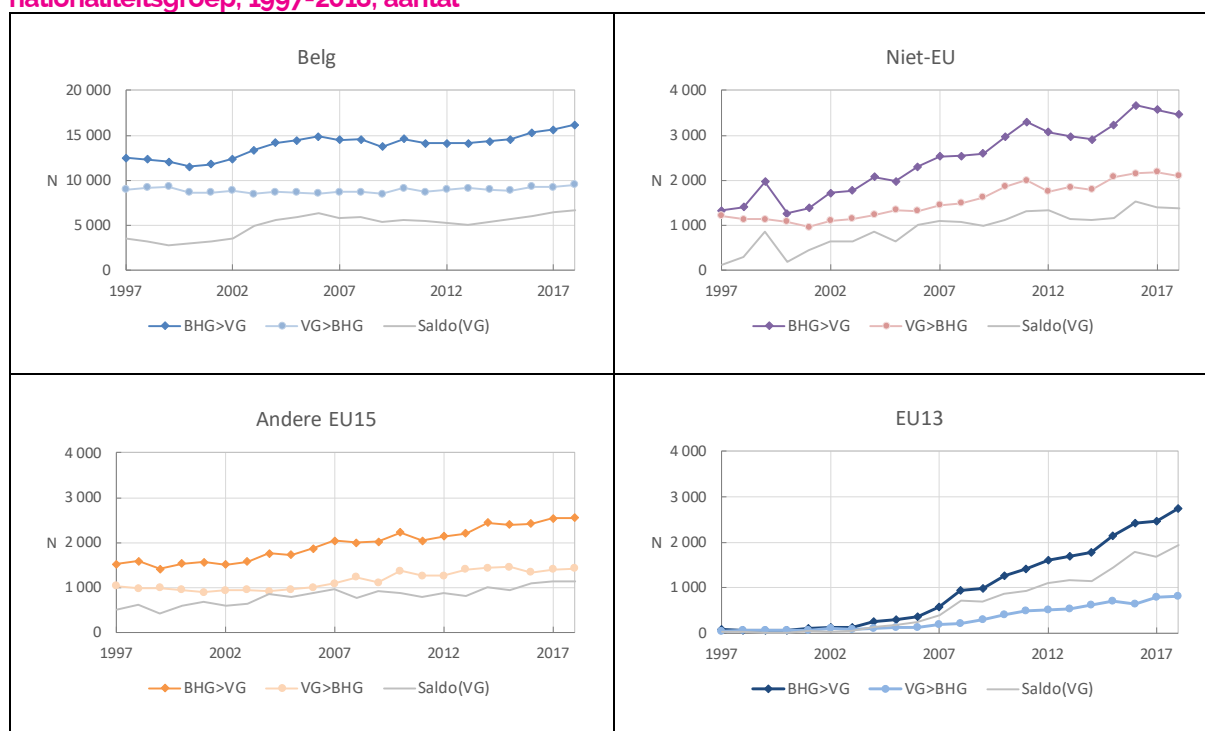 nationaliteitsgroep, 1997-2018, aantal
Belg
20 000
15 000
10 000
5 000
0
N
1997 2002 2007 2012 2017
BHG>VG VG>BHG Saldo(VG)
Niet-EU
4 000
3 000
2 000
1 000
0
N
1997 2002 2007 2012 2017
BHG>VG VG>BHG Saldo(VG)
Andere EU15
4 000
3 000
2 000
1 000
0
N
1997 2002 2007 2012 2017
BHG>VG VG>BHG Saldo(VG)
EU13
4 000
3 000
2 000
1 000
0
N
1997 2002 2007 2012 2017
BHG>VG VG>BHG Saldo(VG)